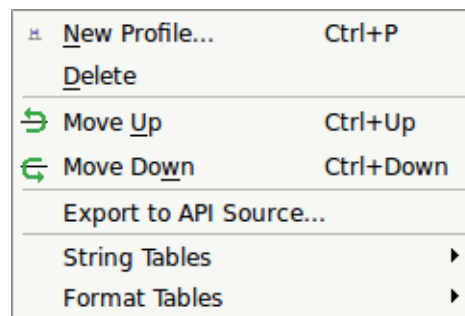 New Profile... Ctrl+P
Delete
Move Up Ctrl+Up
Move Down Ctrl+Down
Export to API Source...
String Tables
Format Tables